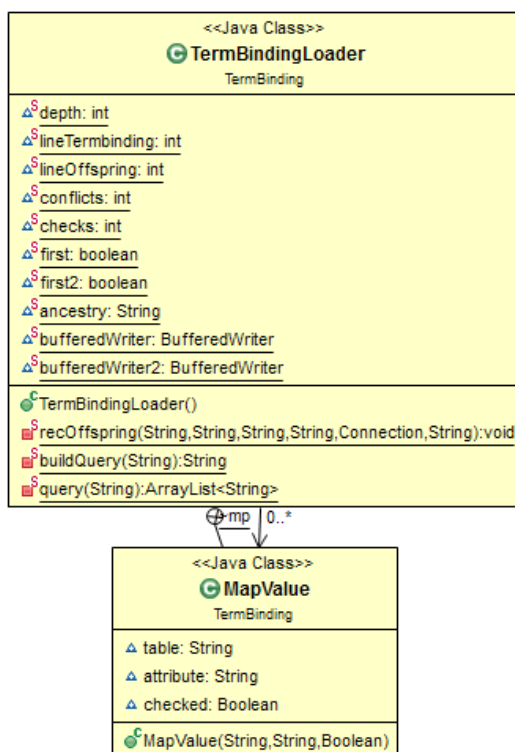 <<Java Class>>
C TermBindingLoader
TermBinding
S depth: int
S lineTermbinding: int
S lineOffspring: int
S conflicts: int
S checks: int
S first: boolean
S first2: boolean
S ancestry: String
S bufferedWriter: BufferedWriter
S bufferedWriter2: BufferedWriter
C TermBindingLoader()
S recOffspring(String,String,String,String,Connection,String):void
S buildQuery(String):String
S query(String):ArrayList<String>
mp 0..*
<<Java Class>>
C MapValue
TermBinding
table: String
attribute: String
checked: Boolean
C MapValue(String,String,Boolean)